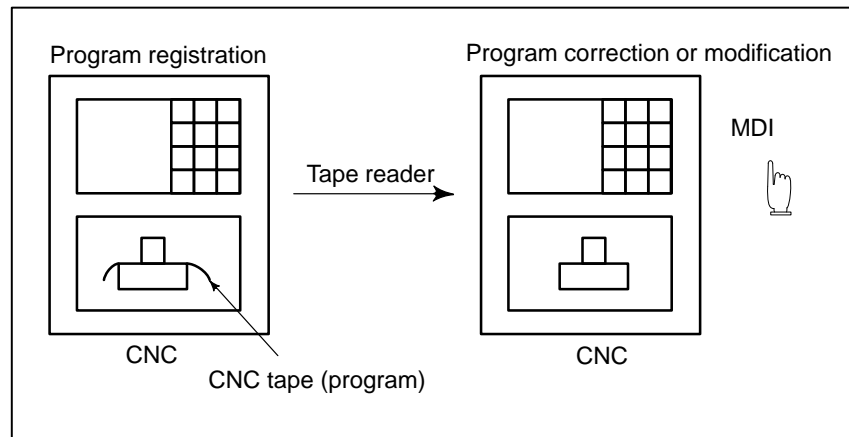 Program registration
Program correction or modification
MDI
Tape reader
CNC
CNC
CNC tape (program)